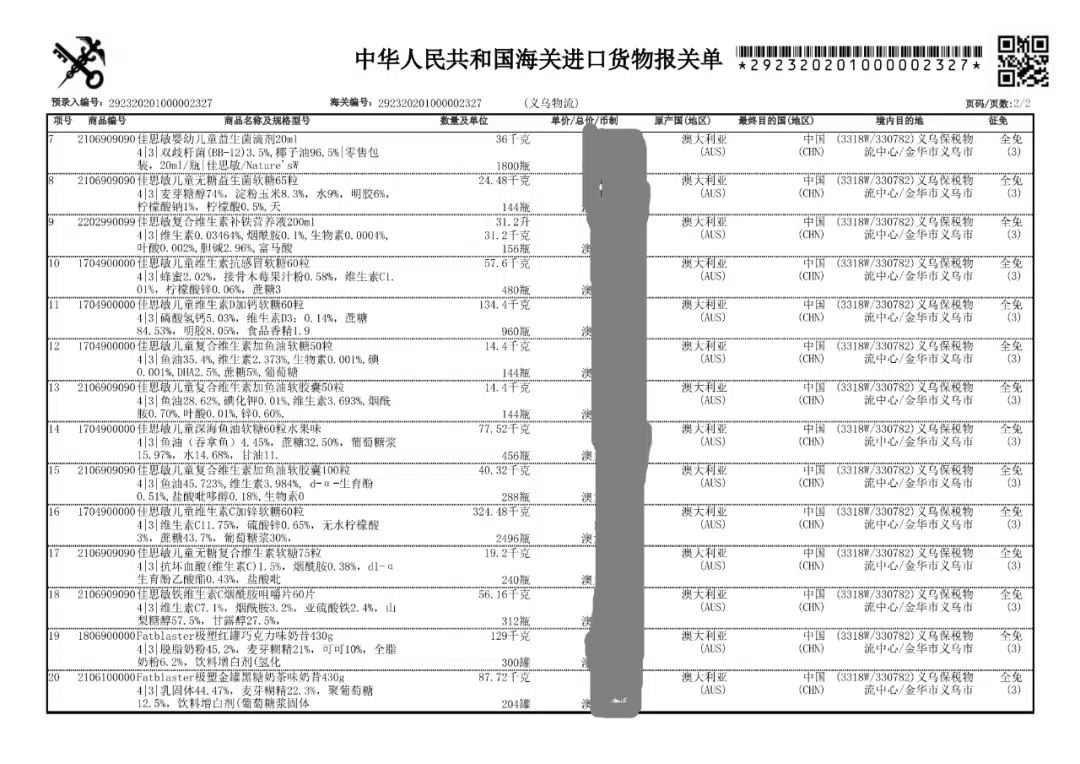 中华人民共和国海关进口货物报关单
*292320201000002327*
预录入编号: 292320201000002327 海关编号: 292320201000002327 (义乌物流) 页码/页数:2/2
项号 商品编号 商品名称及规格型号 数量及单位 单价/总价/币制 原产国(地区) 最终目的国(地区) 境内目的地 征免
7 2106909090 佳思敏婴幼儿童益生菌滴剂20ml 36千克 澳大利亚 中国 (3318W/330782)义乌保税物 全免
4|3|双歧杆菌(BB-12)3.5%,椰子油96.5%|零售包 (AUS) (CHN) 流中心/金华市义乌市 (3)
装，20ml/瓶|佳思敏/Nature'sW 1800瓶
8 2106909090 佳思敏儿童无糖益生菌软糖65粒 24.48千克 澳大利亚 中国 (3318W/330782)义乌保税物 全免
4|3|麦芽糖醇74%，淀粉玉米8.3%，水9%，明胶6%， (AUS) (CHN) 流中心/金华市义乌市 (3)
柠檬酸钠1%，柠檬酸0.5%,天 144瓶
9 2202990099 佳思敏复合维生素补铁营养液200ml 31.2升 澳大利亚 中国 (3318W/330782)义乌保税物 全免
4|3|维生素0.03464%,烟酰胺0.1%,生物素0.0004%, 31.2千克 (AUS) (CHN) 流中心/金华市义乌市 (3)
叶酸0.002%,胆碱2.96%,富马酸 156瓶 澳
10 1704900000 佳思敏儿童维生素抗感冒软糖60粒 57.6千克 澳大利亚 中国 (3318W/330782)义乌保税物 全免
4|3|蜂蜜2.02%，接骨木莓果汁粉0.58%，维生素C1. (AUS) (CHN) 流中心/金华市义乌市 (3)
01%，柠檬酸锌0.06%，蔗糖3 480瓶 澳
11 1704900000 佳思敏儿童维生素D加钙软糖60粒 134.4千克 澳大利亚 中国 (3318W/330782)义乌保税物 全免
4|3|磷酸氢钙5.03%，维生素D3：0.14%，蔗糖 (AUS) (CHN) 流中心/金华市义乌市 (3)
84.53%，明胶8.05%，食品香精1.9 960瓶 澳
12 1704900000 佳思敏儿童复合维生素加鱼油软糖50粒 14.4千克 澳大利亚 中国 (3318W/330782)义乌保税物 全免
4|3|鱼油35.4%,维生素2.373%,生物素0.001%,碘 (AUS) (CHN) 流中心/金华市义乌市 (3)
0.001%,DHA2.5%,蔗糖5%,葡萄糖 144瓶 澳
13 2106909090 佳思敏儿童复合维生素加鱼油软胶囊50粒 14.4千克 澳大利亚 中国 (3318W/330782)义乌保税物 全免
4|3|鱼油28.62%,碘化钾0.01%,维生素3.693%,烟酰 (AUS) (CHN) 流中心/金华市义乌市 (3)
胺0.70%,叶酸0.01%,锌0.60%, 144瓶 澳
14 1704900000 佳思敏儿童深海鱼油软糖60粒水果味 77.52千克 澳大利亚 中国 (3318W/330782)义乌保税物 全免
4|3|鱼油（吞拿鱼）4.45%，蔗糖32.50%，葡萄糖浆 (AUS) (CHN) 流中心/金华市义乌市 (3)
15.97%，水14.68%，甘油11. 456瓶 澳
15 2106909090 佳思敏儿童复合维生素加鱼油软胶囊100粒 40.32千克 澳大利亚 中国 (3318W/330782)义乌保税物 全免
4|3|鱼油45.723%,维生素3.984%, d-α-生育酚 (AUS) (CHN) 流中心/金华市义乌市 (3)
0.51%,盐酸吡哆醇0.18%,生物素0 288瓶 澳
16 1704900000 佳思敏儿童维生素C加锌软糖60粒 324.48千克 澳大利亚 中国 (3318W/330782)义乌保税物 全免
4|3|维生素C11.75%，硫酸锌0.65%，无水柠檬酸 (AUS) (CHN) 流中心/金华市义乌市 (3)
3%，蔗糖43.7%，葡萄糖浆30%， 2496瓶 澳
17 2106909090 佳思敏儿童无糖复合维生素软糖75粒 19.2千克 澳大利亚 中国 (3318W/330782)义乌保税物 全免
4|3|抗坏血酸(维生素C)1.5%，烟酰胺0.38%，dl-α (AUS) (CHN) 流中心/金华市义乌市 (3)
生育酚乙酸酯0.43%，盐酸吡 240瓶 澳
18 2106909090 佳思敏铁维生素C烟酰胺咀嚼片60片 56.16千克 澳大利亚 中国 (3318W/330782)义乌保税物 全免
4|3|维生素C7.1%，烟酰胺3.2%，亚硫酸铁2.4%，山 (AUS) (CHN) 流中心/金华市义乌市 (3)
梨糖醇57.5%，甘露醇27.5%， 312瓶 澳
19 1806900000 Fatblaster极塑红罐巧克力味奶昔430g 129千克 澳大利亚 中国 (3318W/330782)义乌保税物 全免
4|3|脱脂奶粉45.2%，麦芽糊精21%，可可10%，全脂 (AUS) (CHN) 流中心/金华市义乌市 (3)
奶粉6.2%，饮料增白剂(氢化 300罐 澳
20 2106100000 Fatblaster极塑金罐黑糖奶茶味奶昔430g 87.72千克 澳大利亚 中国 (3318W/330782)义乌保税物 全免
4|3|乳固体44.47%，麦芽糊精22.3%，聚葡萄糖 (AUS) (CHN) 流中心/金华市义乌市 (3)
12.5%，饮料增白剂(葡萄糖浆固体 204罐 澳